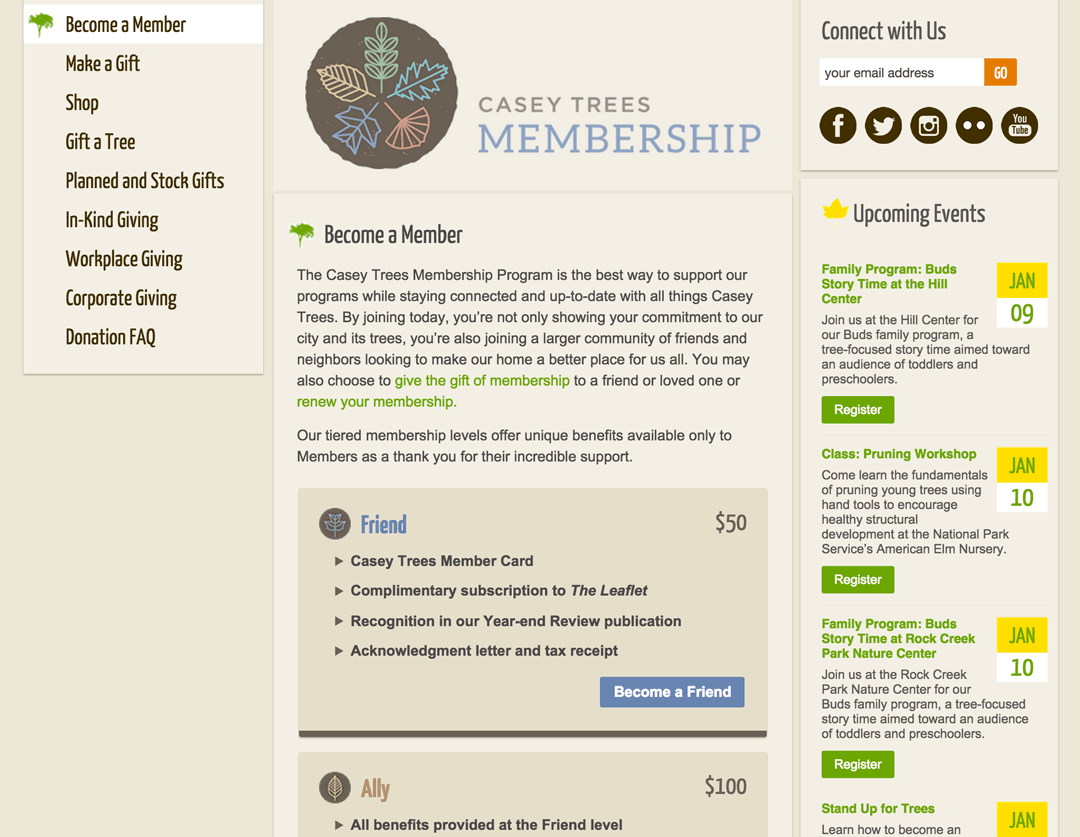 Become a Member
Make a Gift
Shop
Gift a Tree
Planned and Stock Gifts
In-Kind Giving
Workplace Giving
Corporate Giving
Donation FAQ
CASEY TREES
MEMBERSHIP
Become a Member
The Casey Trees Membership Program is the best way to support our
programs while staying connected and up-to-date with all things Casey
Trees. By joining today, you’re not only showing your commitment to our
city and its trees, you’re also joining a larger community of friends and
neighbors looking to make our home a better place for us all. You may
also choose to give the gift of membership to a friend or loved one or
renew your membership.
Our tiered membership levels offer unique benefits available only to
Members as a thank you for their incredible support.
Friend $50
Casey Trees Member Card
Complimentary subscription to The Leaflet
Recognition in our Year-end Review publication
Acknowledgment letter and tax receipt
Become a Friend
Ally $100
All benefits provided at the Friend level
Connect with Us
your email address GO
You
Tube
Upcoming Events
Family Program: Buds
Story Time at the Hill
Center
JAN
09
Join us at the Hill Center for
our Buds family program, a
tree-focused story time aimed toward
an audience of toddlers and
preschoolers.
Register
Class: Pruning Workshop
JAN
10
Come learn the fundamentals
of pruning young trees using
hand tools to encourage
healthy structural
development at the National Park
Service’s American Elm Nursery.
Register
Family Program: Buds
Story Time at Rock Creek
Park Nature Center
JAN
10
Join us at the Rock Creek
Park Nature Center for our
Buds family program, a tree-focused
story time aimed toward an audience
of toddlers and preschoolers.
Register
Stand Up for Trees
JAN
Learn how to become an